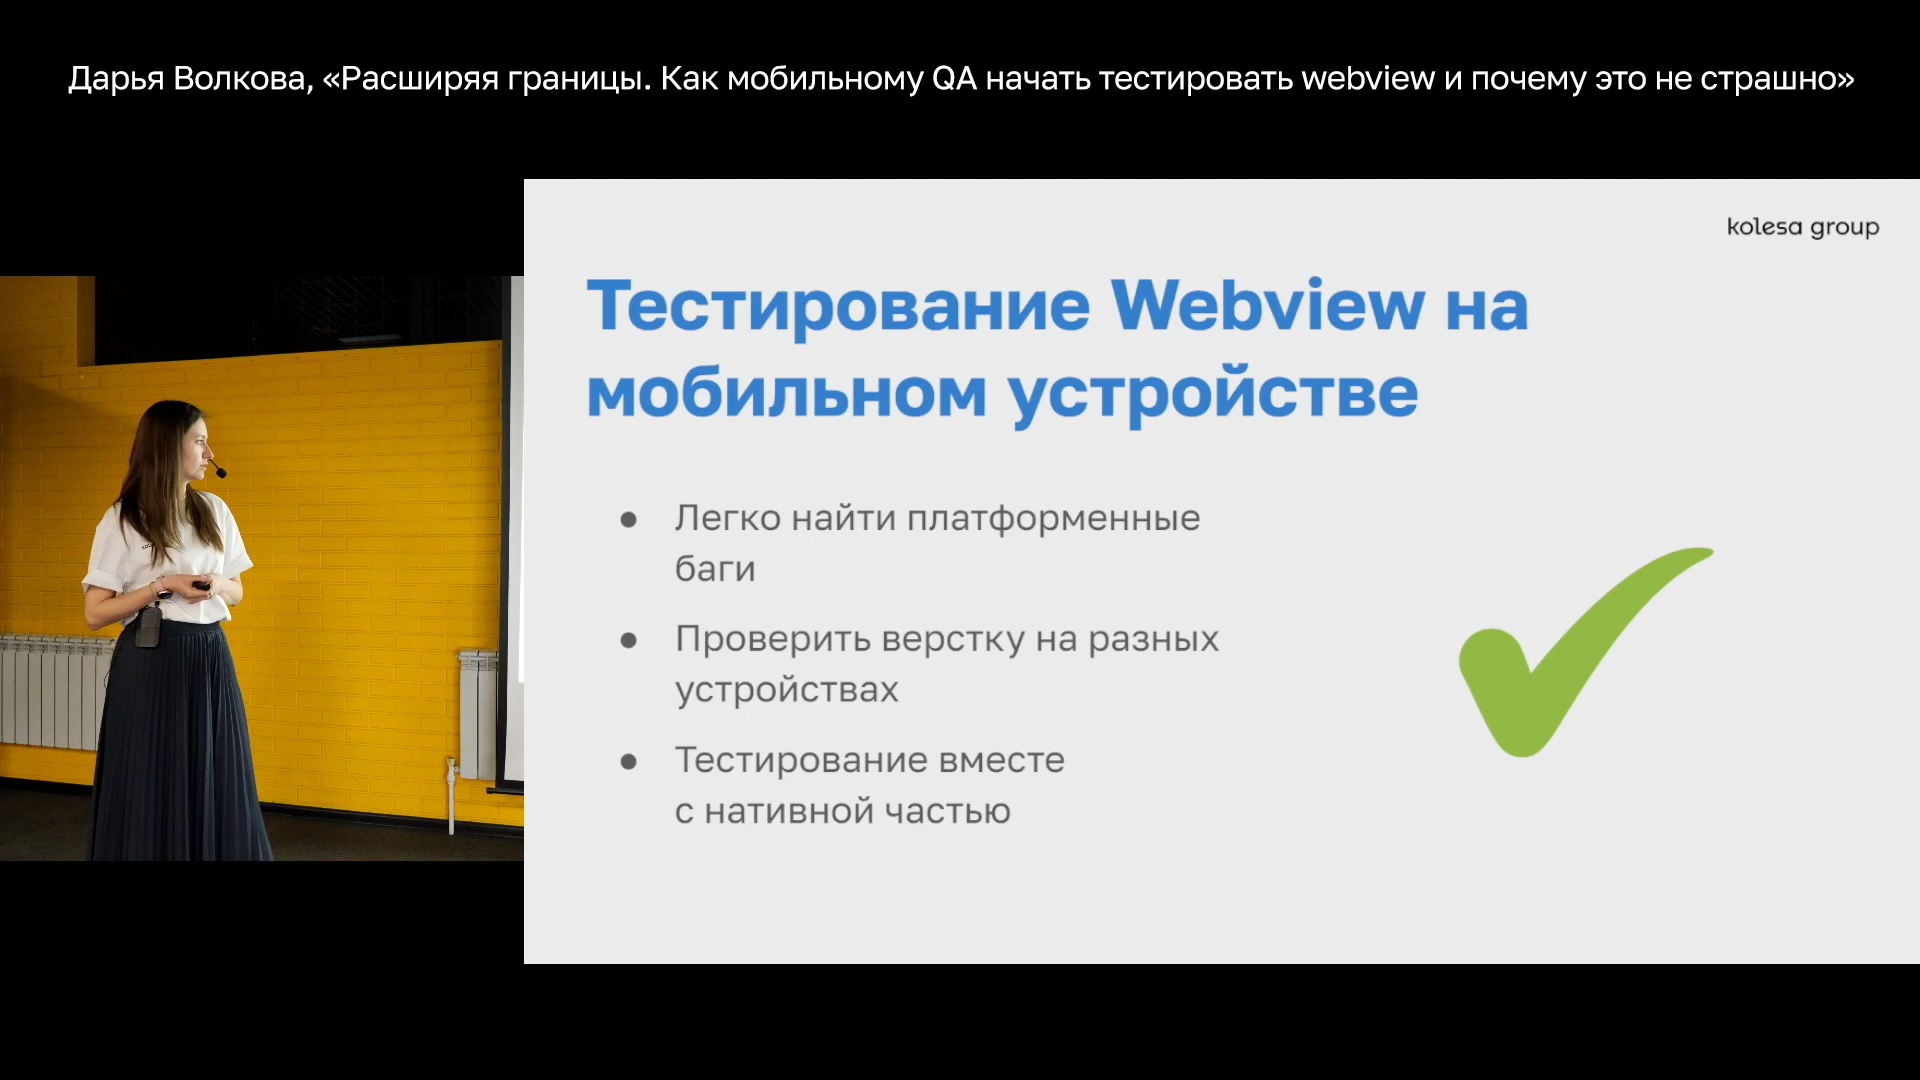 Дарья Волкова, «Расширяя границы. Как мобильному QA начать тестировать webview и почему это не страшно»
kolesa group
Тестирование Webview на
мобильном устройстве
● Легко найти платформенные
баги
● Проверить верстку на разных
устройствах
● Тестирование вместе
с нативной частью